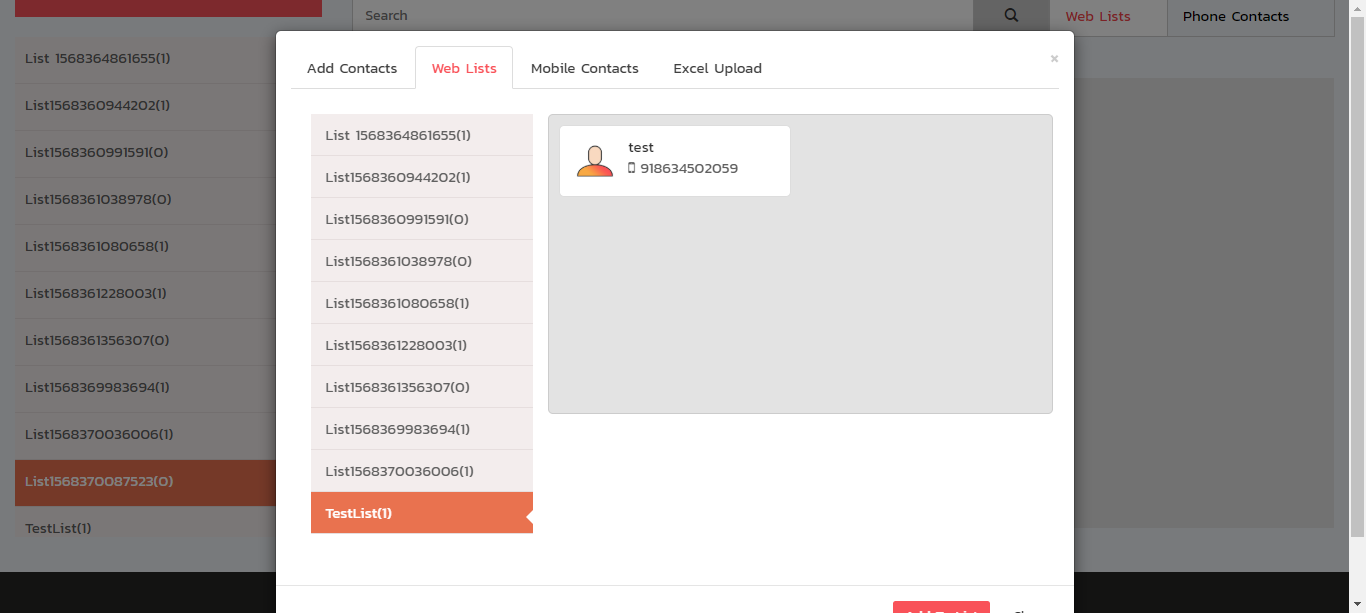 Search
Web Lists
Phone Contacts
List 1568364861655(1)
List1568360944202(1)
List1568360991591(0)
List1568361038978(0)
List1568361080658(1)
List1568361228003(1)
List1568361356307(0)
List1568369983694(1)
List1568370036006(1)
List1568370087523(0)
TestList(1)
Add Contacts
Web Lists
Mobile Contacts
Excel Upload
×
List 1568364861655(1)
List1568360944202(1)
List1568360991591(0)
List1568361038978(0)
List1568361080658(1)
List1568361228003(1)
List1568361356307(0)
List1568369983694(1)
List1568370036006(1)
TestList(1)
test
918634502059